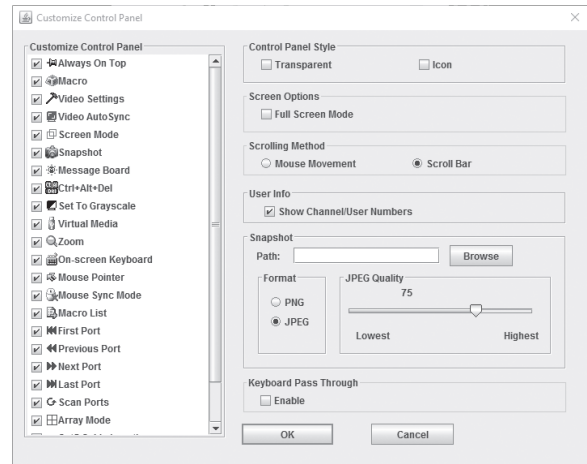 Customize Control Panel
Customize Control Panel
Always On Top
Macro
Video Settings
Video AutoSync
Screen Mode
Snapshot
Message Board
Ctrl+Alt+Del
Set To Grayscale
Virtual Media
Zoom
On-screen Keyboard
Mouse Pointer
Mouse Sync Mode
Macro List
First Port
Previous Port
Next Port
Last Port
Scan Ports
Array Mode
Control Panel Style
Transparent
Icon
Screen Options
Full Screen Mode
Scrolling Method
Mouse Movement
Scroll Bar
User Info
Show Channel/User Numbers
Snapshot
Path:
Browse
Format
PNG
JPEG
JPEG Quality
75
Lowest
Highest
Keyboard Pass Through
Enable
OK
Cancel